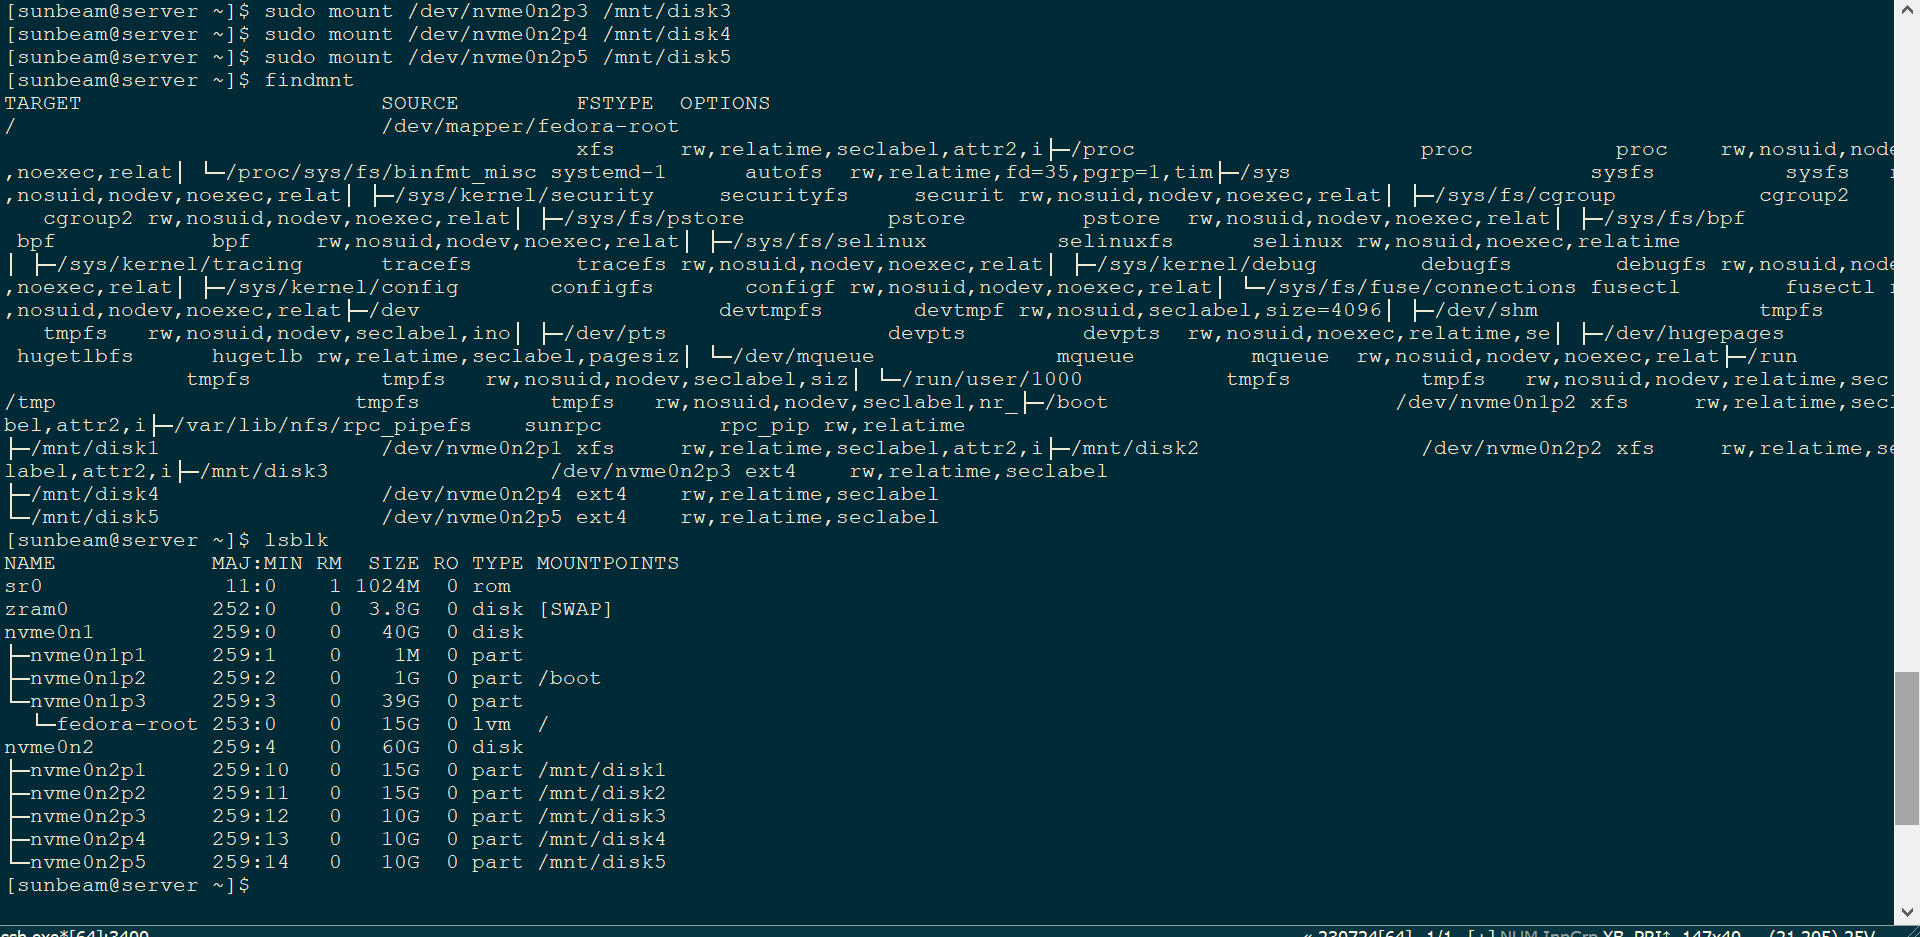 [sunbeam@server ~]$ sudo mount /dev/nvme0n2p3 /mnt/disk3
[sunbeam@server ~]$ sudo mount /dev/nvme0n2p4 /mnt/disk4
[sunbeam@server ~]$ sudo mount /dev/nvme0n2p5 /mnt/disk5
[sunbeam@server ~]$ findmnt
TARGET                       SOURCE         FSTYPE  OPTIONS
/                            /dev/mapper/fedora-root
                                            xfs     rw,relatime,seclabel,attr2,i├─/proc                      proc           proc    rw,nosuid,node
,noexec,relat│ └─/proc/sys/fs/binfmt_misc systemd-1      autofs  rw,relatime,fd=35,pgrp=1,tim├─/sys                       sysfs          sysfs
,nosuid,nodev,noexec,relat│ ├─/sys/kernel/security     securityfs     securit rw,nosuid,nodev,noexec,relat│ ├─/sys/fs/cgroup           cgroup2
   cgroup2 rw,nosuid,nodev,noexec,relat│ ├─/sys/fs/pstore           pstore         pstore  rw,nosuid,nodev,noexec,relat│ ├─/sys/fs/bpf
 bpf            bpf     rw,nosuid,nodev,noexec,relat│ ├─/sys/fs/selinux          selinuxfs      selinux rw,nosuid,noexec,relatime
│ ├─/sys/kernel/tracing      tracefs        tracefs rw,nosuid,nodev,noexec,relat│ ├─/sys/kernel/debug        debugfs        debugfs rw,nosuid,node
,noexec,relat│ ├─/sys/kernel/config       configfs       configf rw,nosuid,nodev,noexec,relat│ └─/sys/fs/fuse/connections fusectl        fusectl
,nosuid,nodev,noexec,relat├─/dev                       devtmpfs       devtmpf rw,nosuid,seclabel,size=4096│ ├─/dev/shm                 tmpfs
   tmpfs   rw,nosuid,nodev,seclabel,ino│ ├─/dev/pts                 devpts         devpts  rw,nosuid,noexec,relatime,se│ ├─/dev/hugepages
 hugetlbfs      hugetlb rw,relatime,seclabel,pagesiz│ └─/dev/mqueue              mqueue         mqueue  rw,nosuid,nodev,noexec,relat├─/run
              tmpfs          tmpfs   rw,nosuid,nodev,seclabel,siz│ └─/run/user/1000           tmpfs          tmpfs   rw,nosuid,nodev,relatime,sec
/tmp                       tmpfs          tmpfs   rw,nosuid,nodev,seclabel,nr_├─/boot                      /dev/nvme0n1p2 xfs     rw,relatime,secl
bel,attr2,i├─/var/lib/nfs/rpc_pipefs    sunrpc         rpc_pip rw,relatime
├─/mnt/disk1                 /dev/nvme0n2p1 xfs     rw,relatime,seclabel,attr2,i├─/mnt/disk2                 /dev/nvme0n2p2 xfs     rw,relatime,se
label,attr2,i├─/mnt/disk3                 /dev/nvme0n2p3 ext4    rw,relatime,seclabel
├─/mnt/disk4                 /dev/nvme0n2p4 ext4    rw,relatime,seclabel
└─/mnt/disk5                 /dev/nvme0n2p5 ext4    rw,relatime,seclabel
[sunbeam@server ~]$ lsblk
NAME            MAJ:MIN RM   SIZE RO TYPE MOUNTPOINTS
sr0              11:0    1 1024M  0 rom
zram0           252:0    0  3.8G  0 disk [SWAP]
nvme0n1         259:0    0   40G  0 disk
├─nvme0n1p1     259:1    0    1M  0 part
├─nvme0n1p2     259:2    0    1G  0 part /boot
└─nvme0n1p3     259:3    0   39G  0 part
  └─fedora-root 253:0    0   15G  0 lvm  /
nvme0n2         259:4    0   60G  0 disk
├─nvme0n2p1     259:10   0   15G  0 part /mnt/disk1
├─nvme0n2p2     259:11   0   15G  0 part /mnt/disk2
├─nvme0n2p3     259:12   0   10G  0 part /mnt/disk3
├─nvme0n2p4     259:13   0   10G  0 part /mnt/disk4
└─nvme0n2p5     259:14   0   10G  0 part /mnt/disk5
[sunbeam@server ~]$